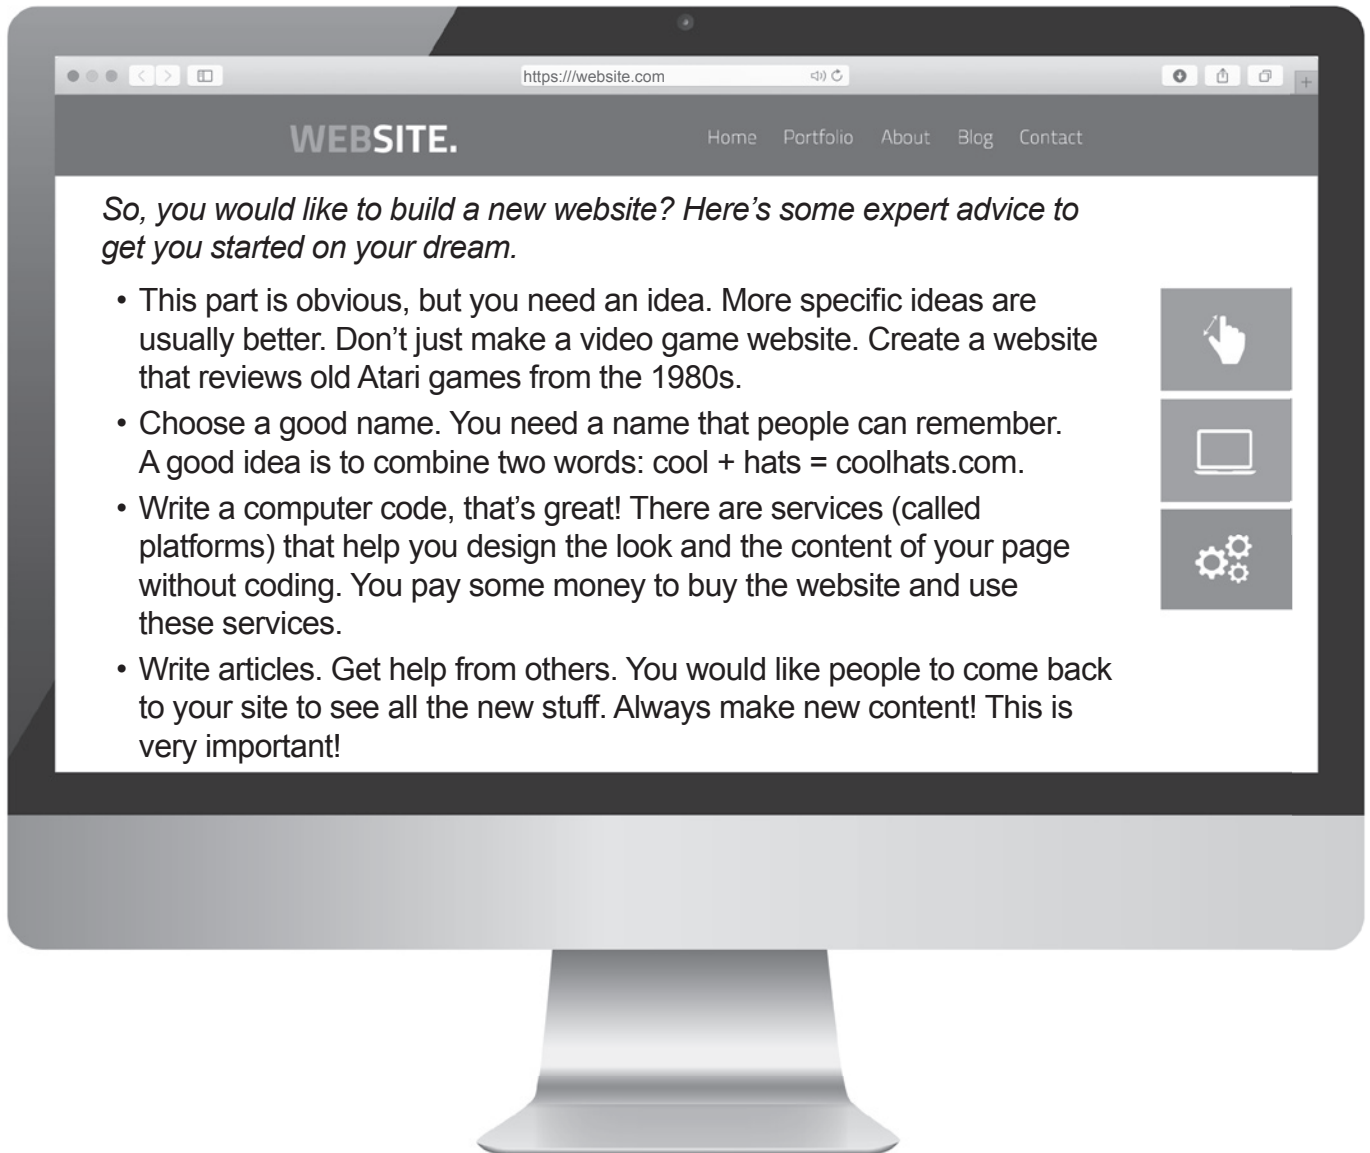 https:///website.com
WEBSITE.
Home Portfolio About Blog Contact
So, you would like to build a new website? Here's some expert advice to
get you started on your dream.
• This part is obvious, but you need an idea. More specific ideas are
usually better. Don't just make a video game website. Create a website
that reviews old Atari games from the 1980s.
• Choose a good name. You need a name that people can remember.
A good idea is to combine two words: cool + hats = coolhats.com.
• Write a computer code, that's great! There are services (called
platforms) that help you design the look and the content of your page
without coding. You pay some money to buy the website and use
these services.
• Write articles. Get help from others. You would like people to come back
to your site to see all the new stuff. Always make new content! This is
very important!